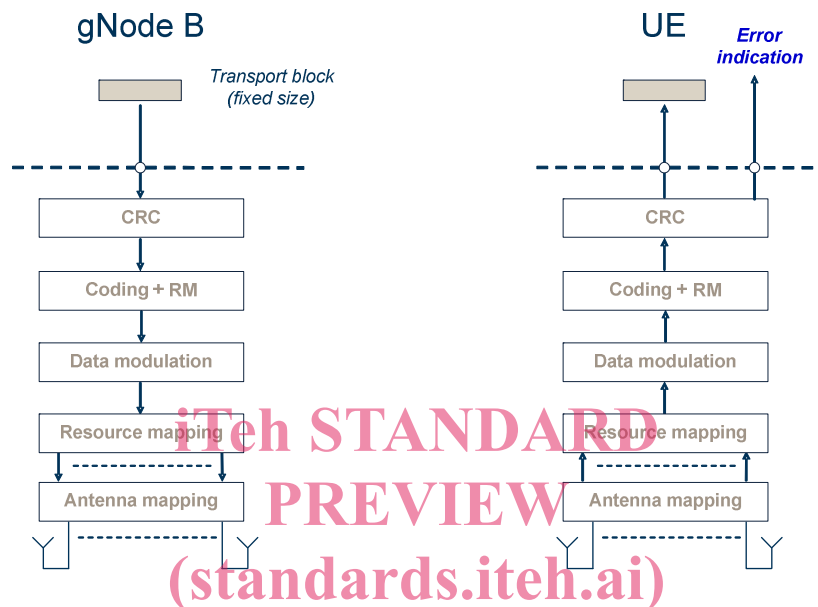 gNode B
UE
Error
indication
Transport block
(fixed size)
CRC
CRC
Coding + RM
Coding + RM
Data modulation
Data modulation
Resource mapping
Resource mapping
Antenna mapping
Antenna mapping
iTeh STANDARD
PREVIEW
(standards.iteh.ai)